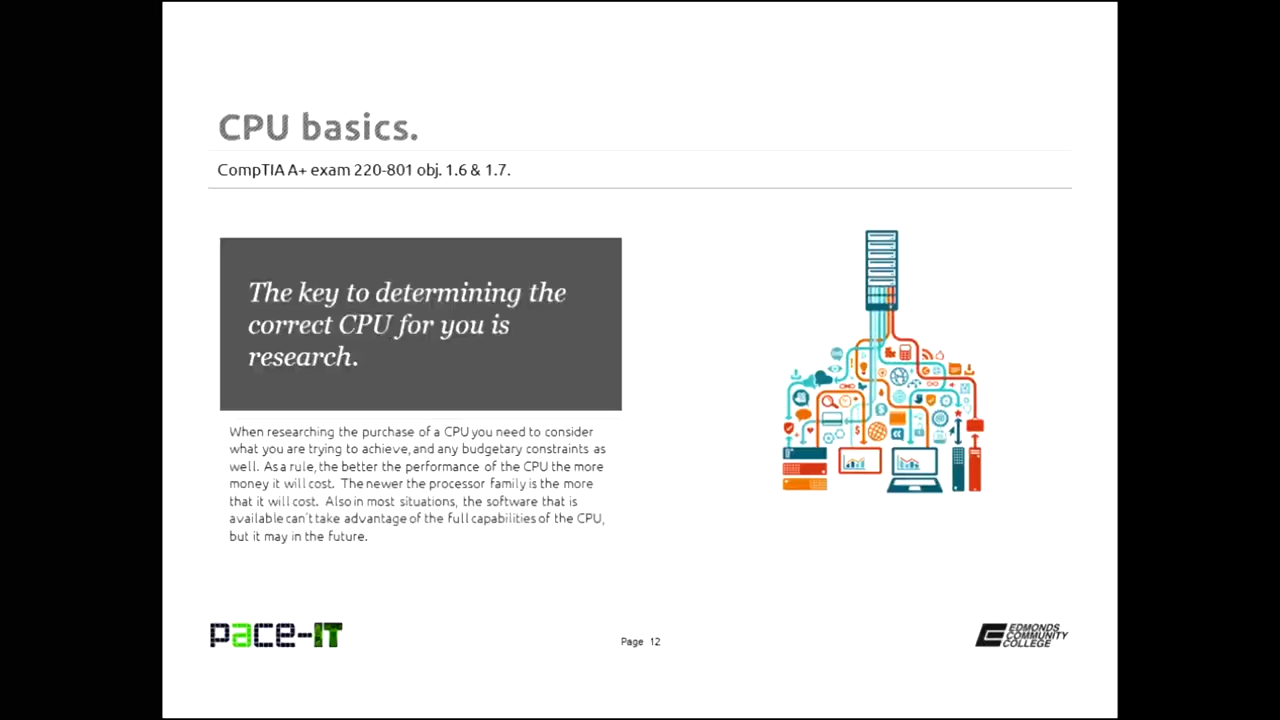 CPU basics.
CompTIA A+ exam 220-801 obj. 1.6 & 1.7.
The key to determining the
correct CPU for you is
research.
When researching the purchase of a CPU you need to consider
what you are trying to achieve, and any budgetary constraints as
well. As a rule, the better the performance of the CPU the more
money it will cost. The newer the processor family is the more
that it will cost. Also in most situations, the software that is
available can't take advantage of the full capabilities of the CPU,
but it may in the future.
pace-IT
Page 12
EDMONDS
COMMUNITY
COLLEGE